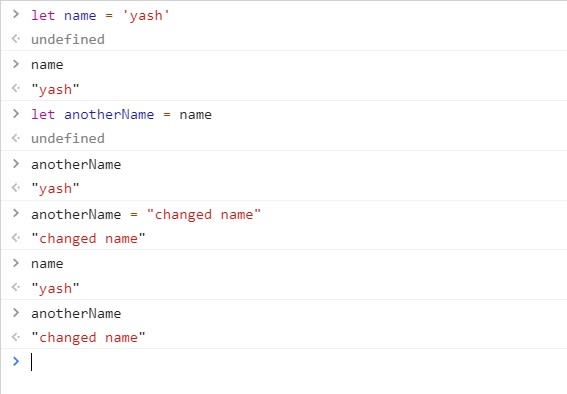 > let name = 'yash'
<· undefined
> name
<· "yash"
> let anotherName = name
<· undefined
> anotherName
<· "yash"
> anotherName = "changed name"
<· "changed name"
> name
<· "yash"
> anotherName
<· "changed name"
>